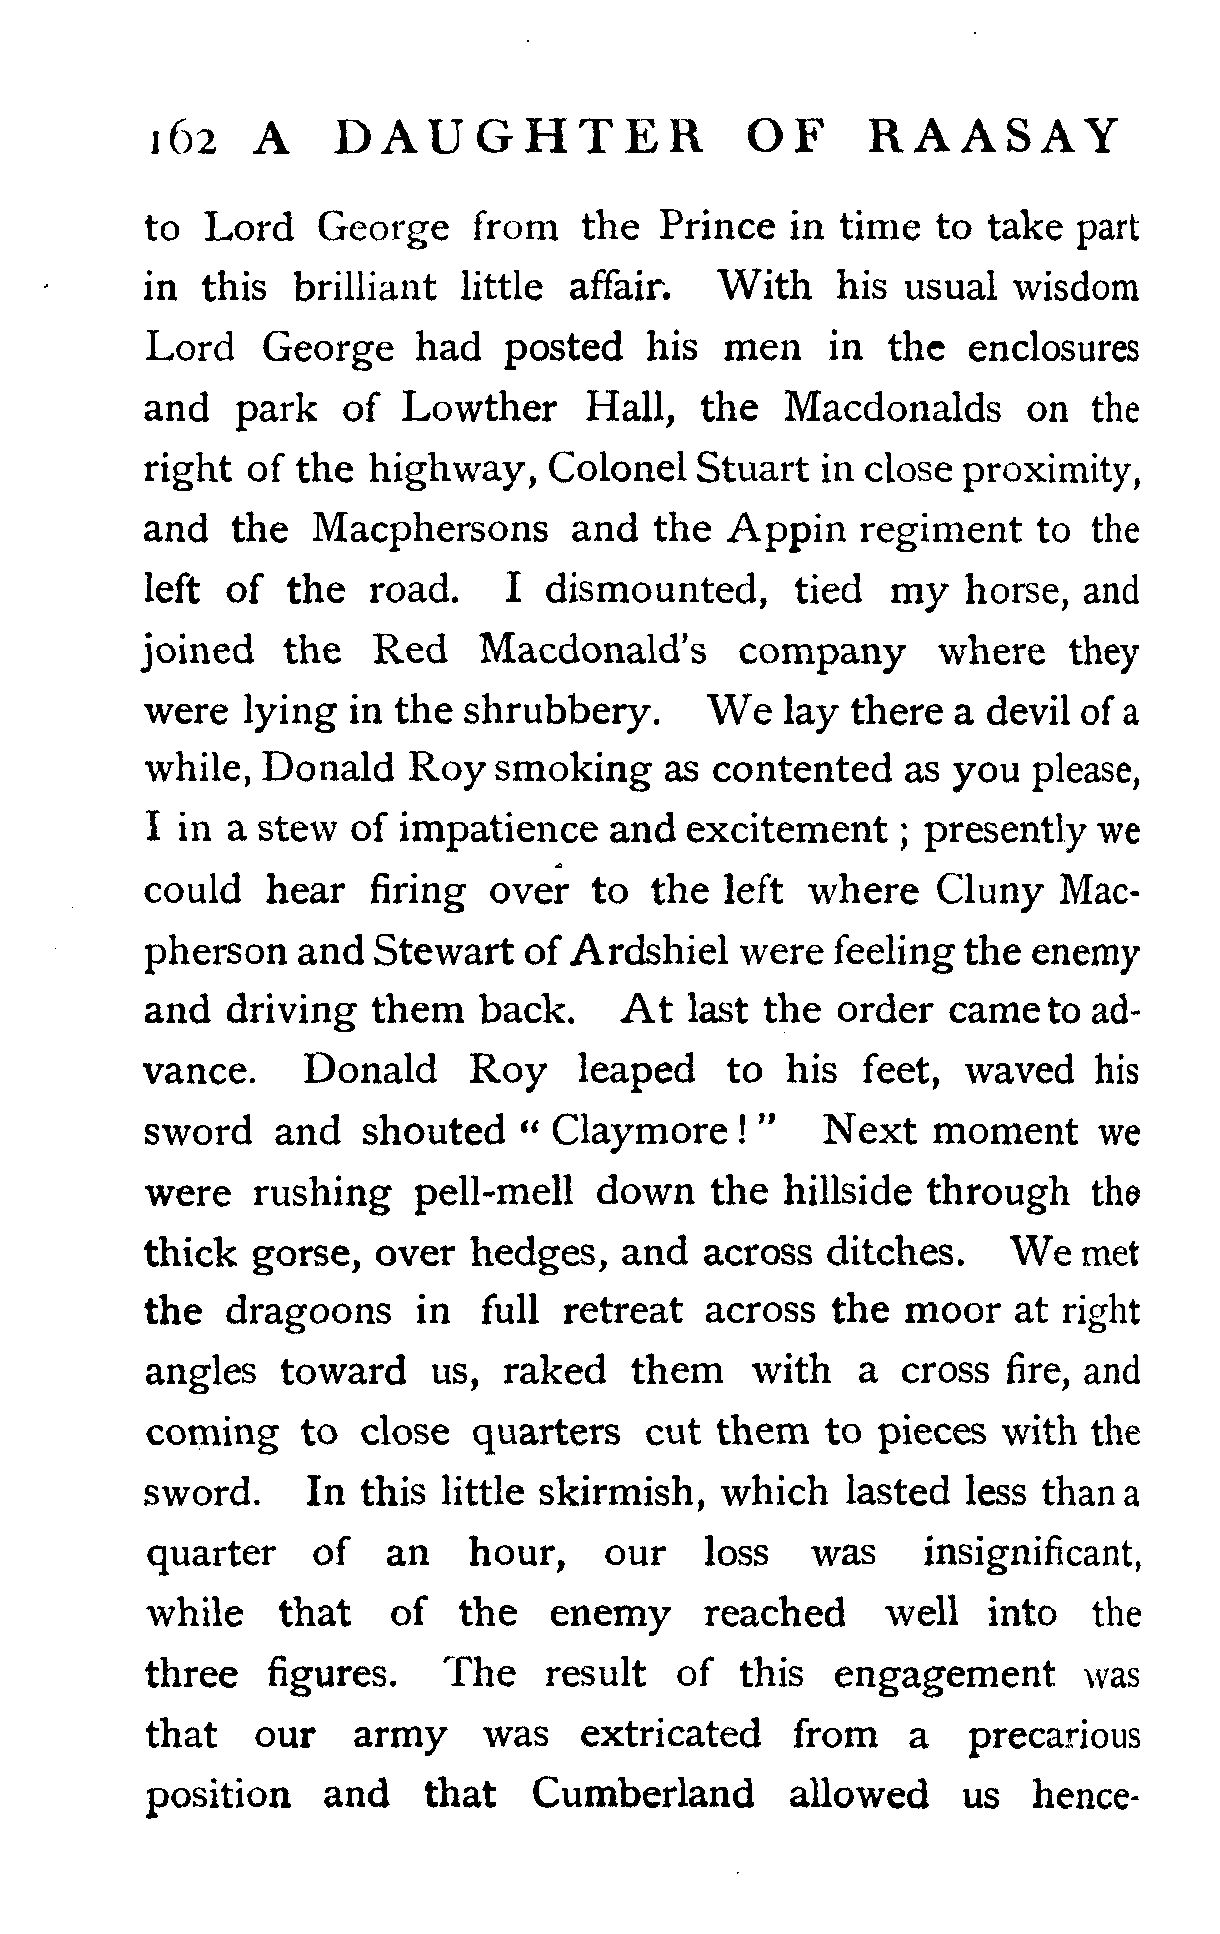 162 A DAUGHTER OF RAASAY
to Lord George from the Prince in time to take part
in this brilliant little affair. With his usual wisdom
Lord George had posted his men in the enclosures
and park of Lowther Hall, the Macdonalds on the
right of the highway, Colonel Stuart in close proximity,
and the Macphersons and the Appin regiment to the
left of the road. I dismounted, tied my horse, and
joined the Red Macdonald's company where they
were lying in the shrubbery. We lay there a devil of a
while, Donald Roy smoking as contented as you please,
I in a stew of impatience and excitement ; presently we
could hear firing over to the left where Cluny Mac-
pherson and Stewart of Ardshiel were feeling the enemy
and driving them back. At last the order came to ad-
vance. Donald Roy leaped to his feet, waved his
sword and shouted “ Claymore ! ” Next moment we
were rushing pell-mell down the hillside through the
thick gorse, over hedges, and across ditches. We met
the dragoons in full retreat across the moor at right
angles toward us, raked them with a cross fire, and
coming to close quarters cut them to pieces with the
sword. In this little skirmish, which lasted less than a
quarter of an hour, our loss was insignificant,
while that of the enemy reached well into the
three figures. The result of this engagement was
that our army was extricated from a precarious
position and that Cumberland allowed us hence-